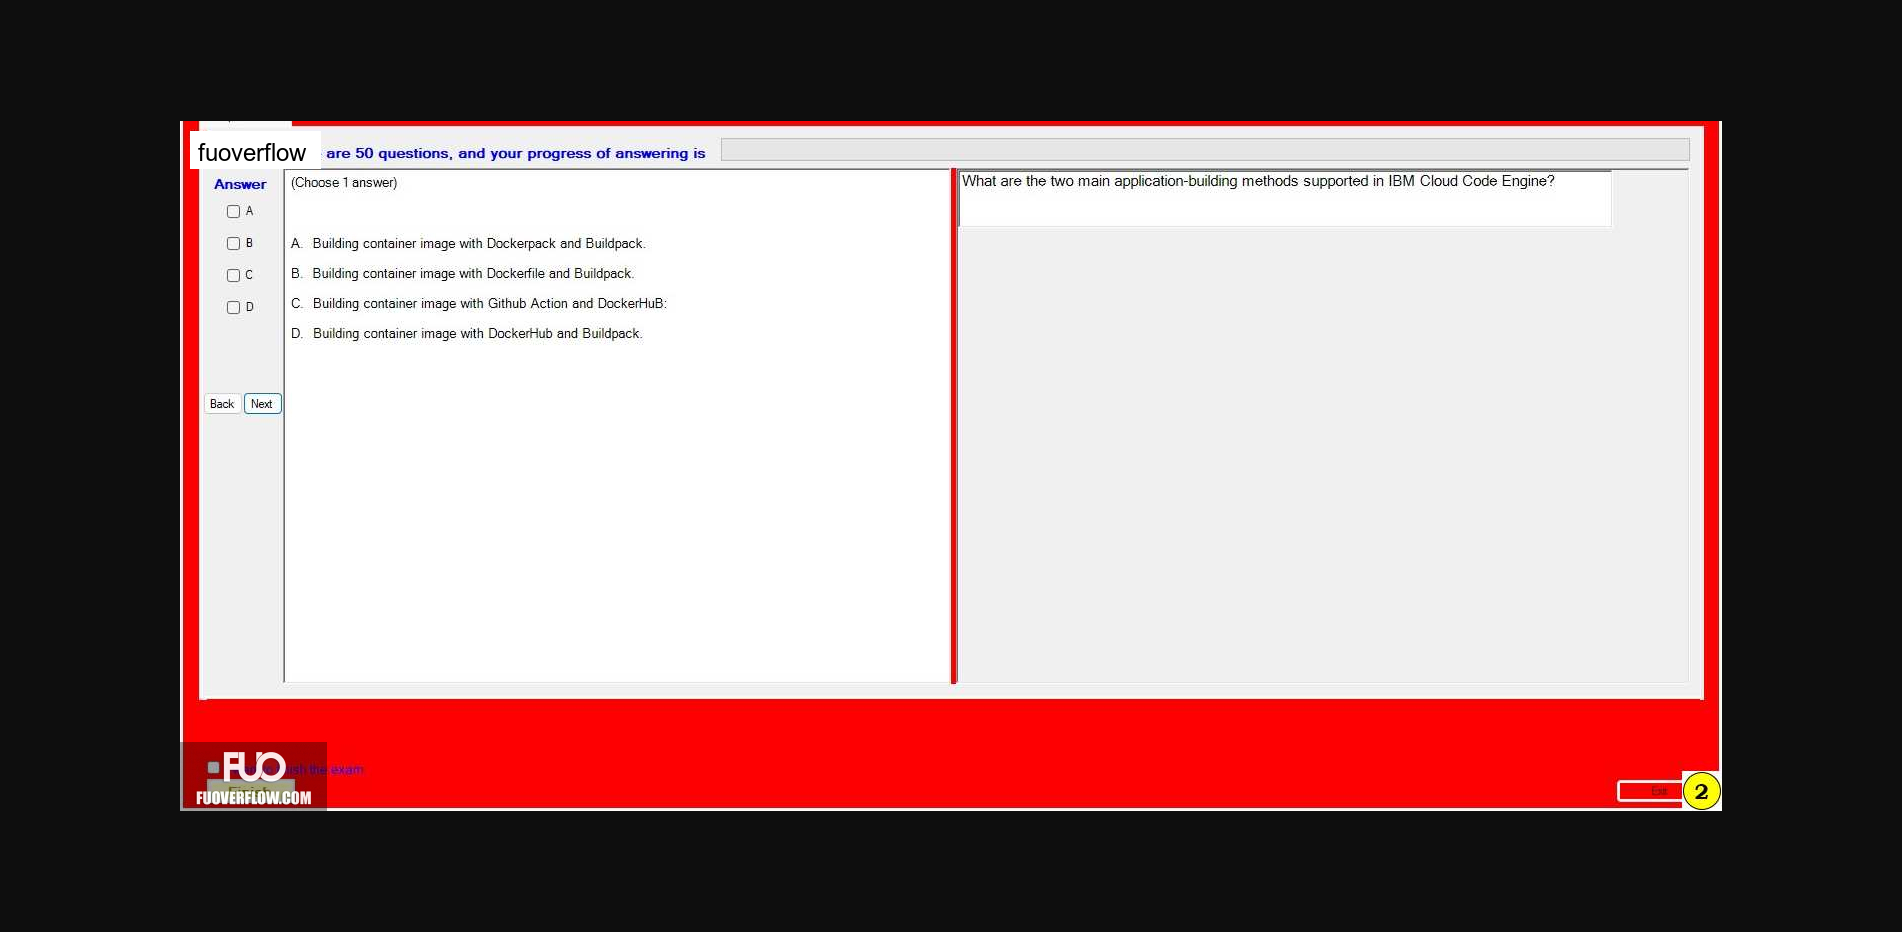 fuoverflow are 50 questions, and your progress of answering is
Answer
A
B
C
D
Back Next
(Choose 1 answer)
A. Building container image with Dockerpack and Buildpack.
B. Building container image with Dockerfile and Buildpack.
C. Building container image with Github Action and DockerHuB:
D. Building container image with DockerHub and Buildpack.
What are the two main application-building methods supported in IBM Cloud Code Engine?
the exam
FUO
Finish
FUOVERFLOW.COM
Exit
2